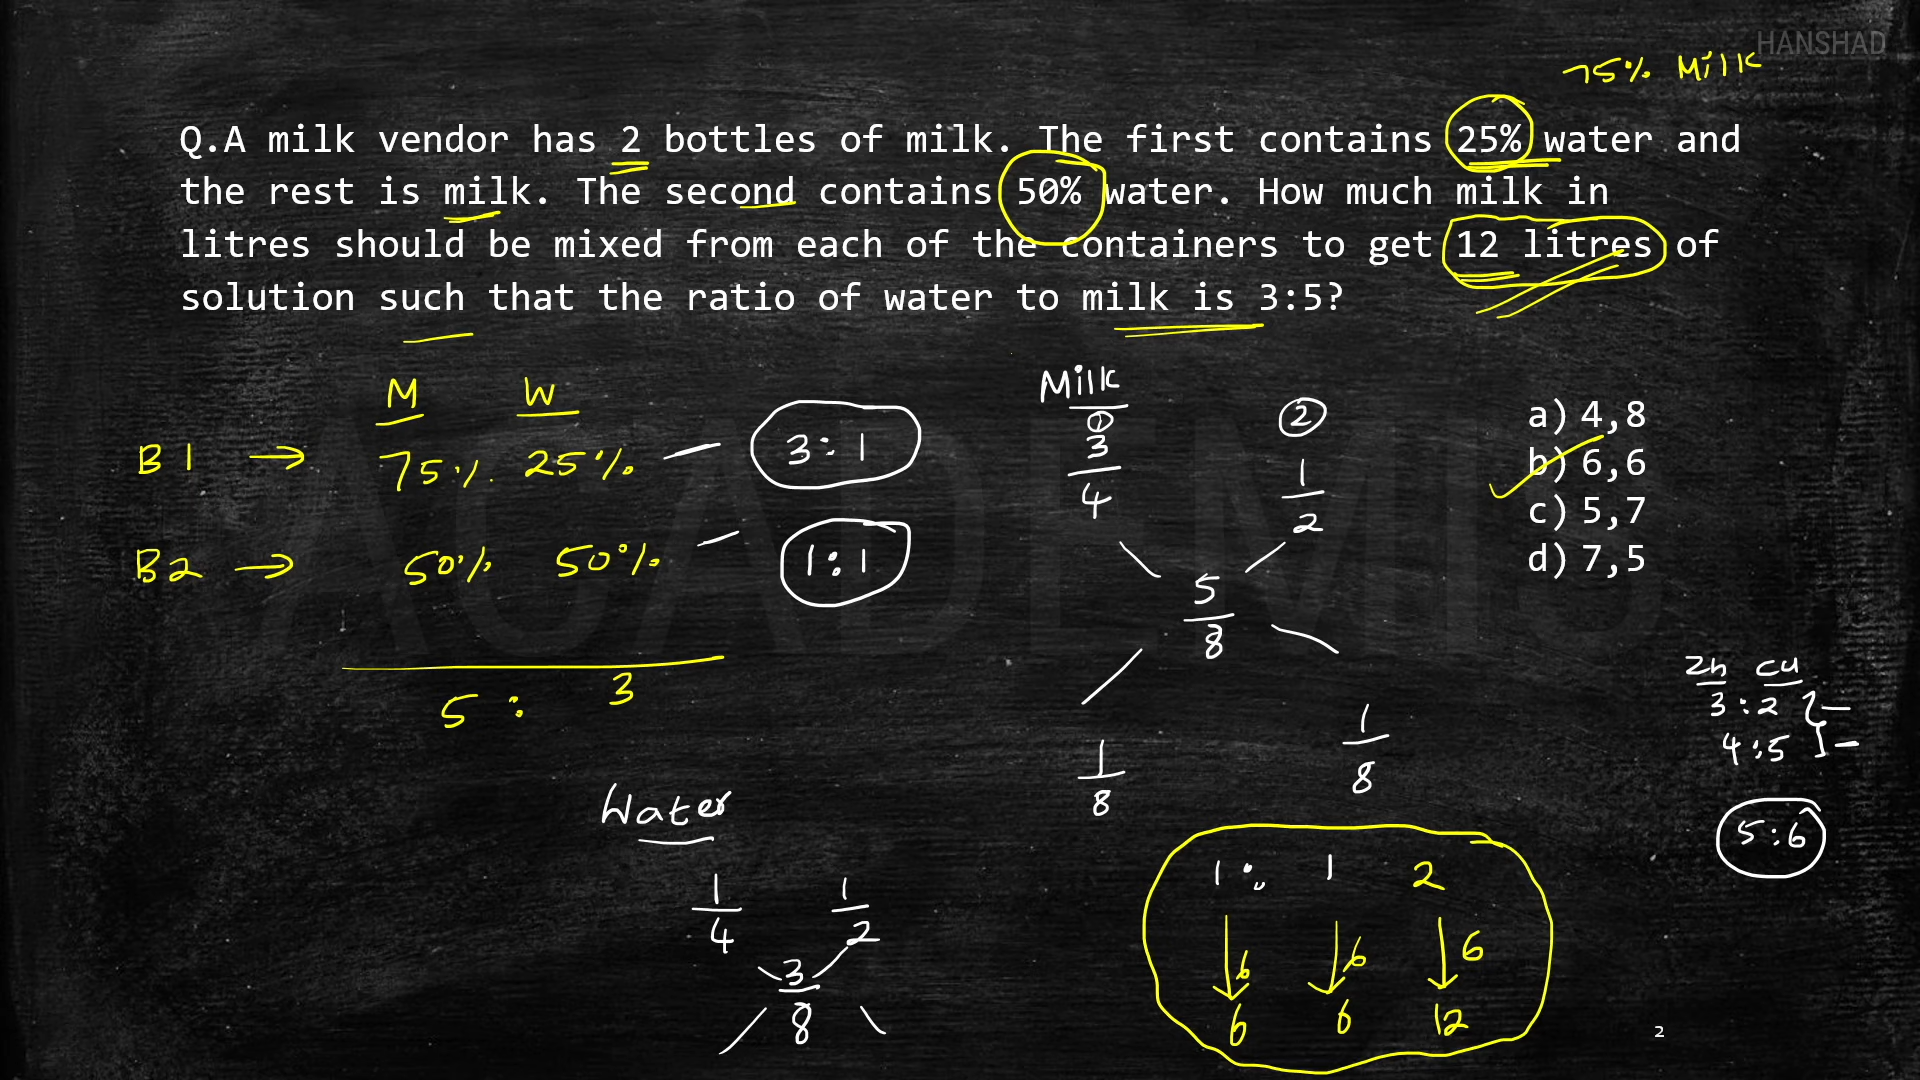 HANSHAD
75% Milk
Q.A milk vendor has 2 bottles of milk. The first contains 25% water and
the rest is milk. The second contains 50% water. How much milk in
litres should be mixed from each of the containers to get 12 litres of
solution such that the ratio of water to milk is 3:5?
M W
B1 → 75% 25% — 3:1
B2 → 50% 50% — 1:1
5 : 3
Milk
① ②
3/4 1/2
5/8
1/8 1/8
a) 4,8
b) 6,6
c) 5,7
d) 7,5
Zn Cu
3:2
4:5
5:6
Water
1/4 1/2
3/8
1 : 1 2
↓6 ↓6 ↓6
6 6 12
2
ACADEMIS